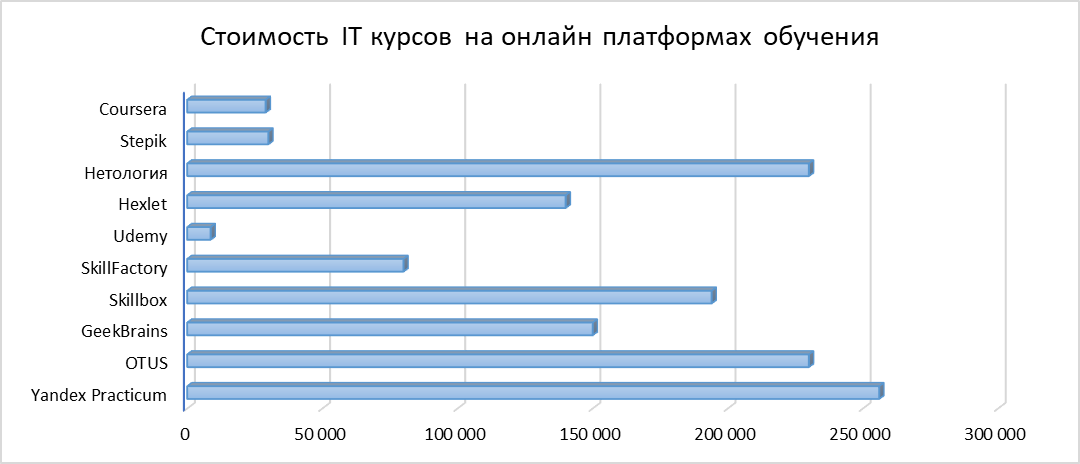 Стоимость IT курсов на онлайн платформах обучения
Coursera
Stepik
Нетология
Hexlet
Udemy
SkillFactory
Skillbox
GeekBrains
OTUS
Yandex Practicum
0 50 000 100 000 150 000 200 000 250 000 300 000